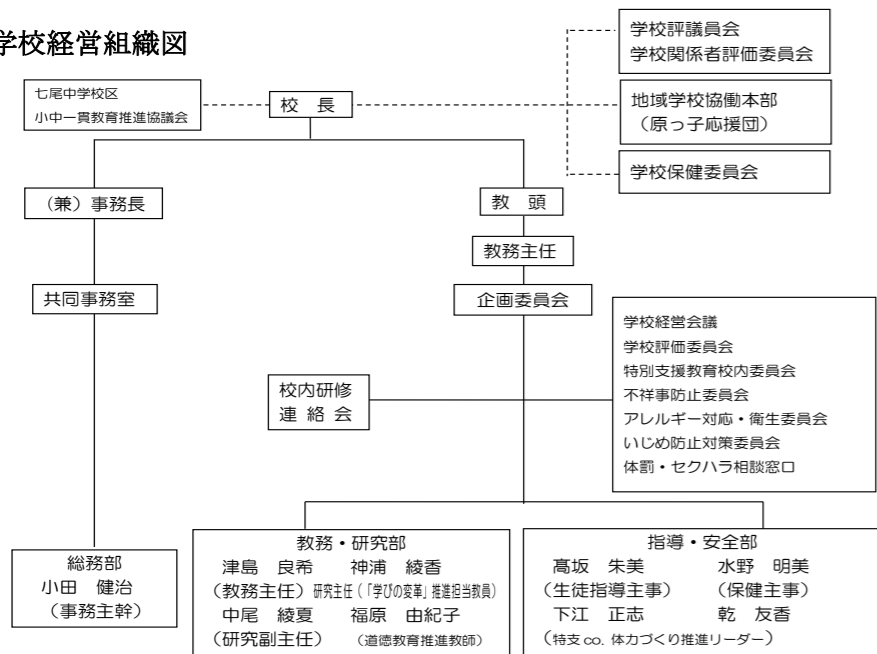 学校経営組織図
学校評議員会
学校関係者評価委員会
七尾中学校区
小中一貫教育推進協議会
校 長
地域学校協働本部
(原っ子応援団)
学校保健委員会
(兼)事務長
教 頭
教務主任
共同事務室
企画委員会
学校経営会議
学校評価委員会
特別支援教育校内委員会
不祥事防止委員会
アレルギー対応・衛生委員会
いじめ防止対策委員会
体罰・セクハラ相談窓口
校内研修
連 絡 会
総務部
小田 健治
(事務主幹)
教務・研究部
津島 良希 神浦 綾香
(教務主任) 研究主任(「学びの変革」推進担当教員)
中尾 綾夏 福原 由紀子
(研究副主任) (道徳教育推進教師)
指導・安全部
髙坂 朱美 水野 明美
(生徒指導主事) (保健主事)
下江 正志 乾 友香
(特支 co. 体力づくり推進リーダー)